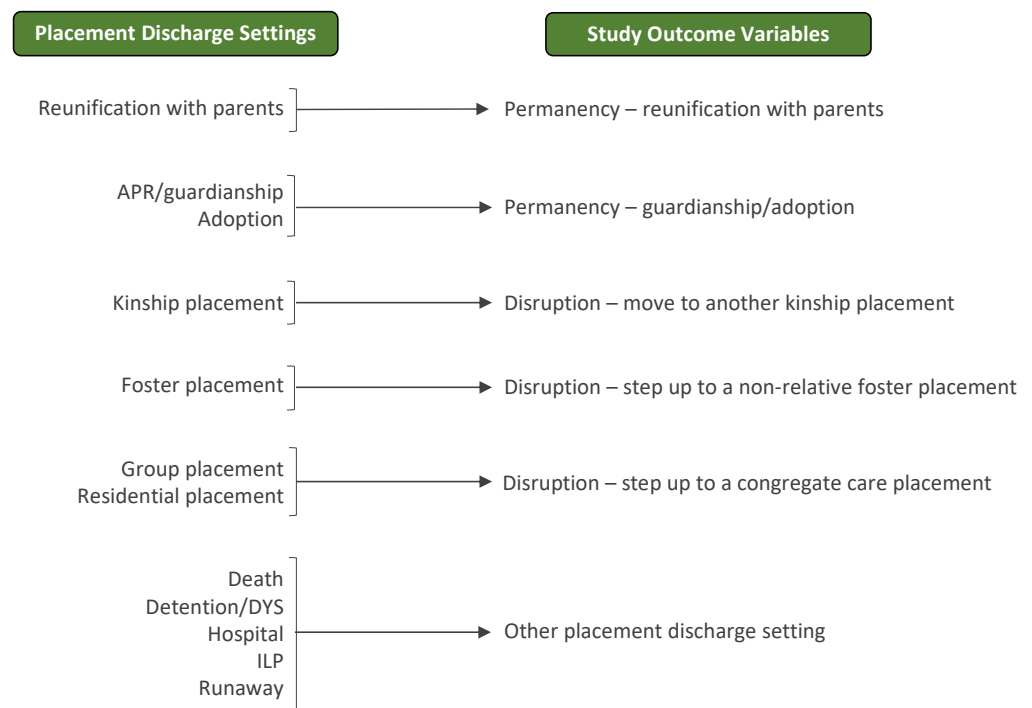 Placement Discharge Settings
Study Outcome Variables
Reunification with parents
Permanency – reunification with parents
APR/guardianship
Adoption
Permanency – guardianship/adoption
Kinship placement
Disruption – move to another kinship placement
Foster placement
Disruption – step up to a non-relative foster placement
Group placement
Residential placement
Disruption – step up to a congregate care placement
Death
Detention/DYS
Hospital
ILP
Runaway
Other placement discharge setting